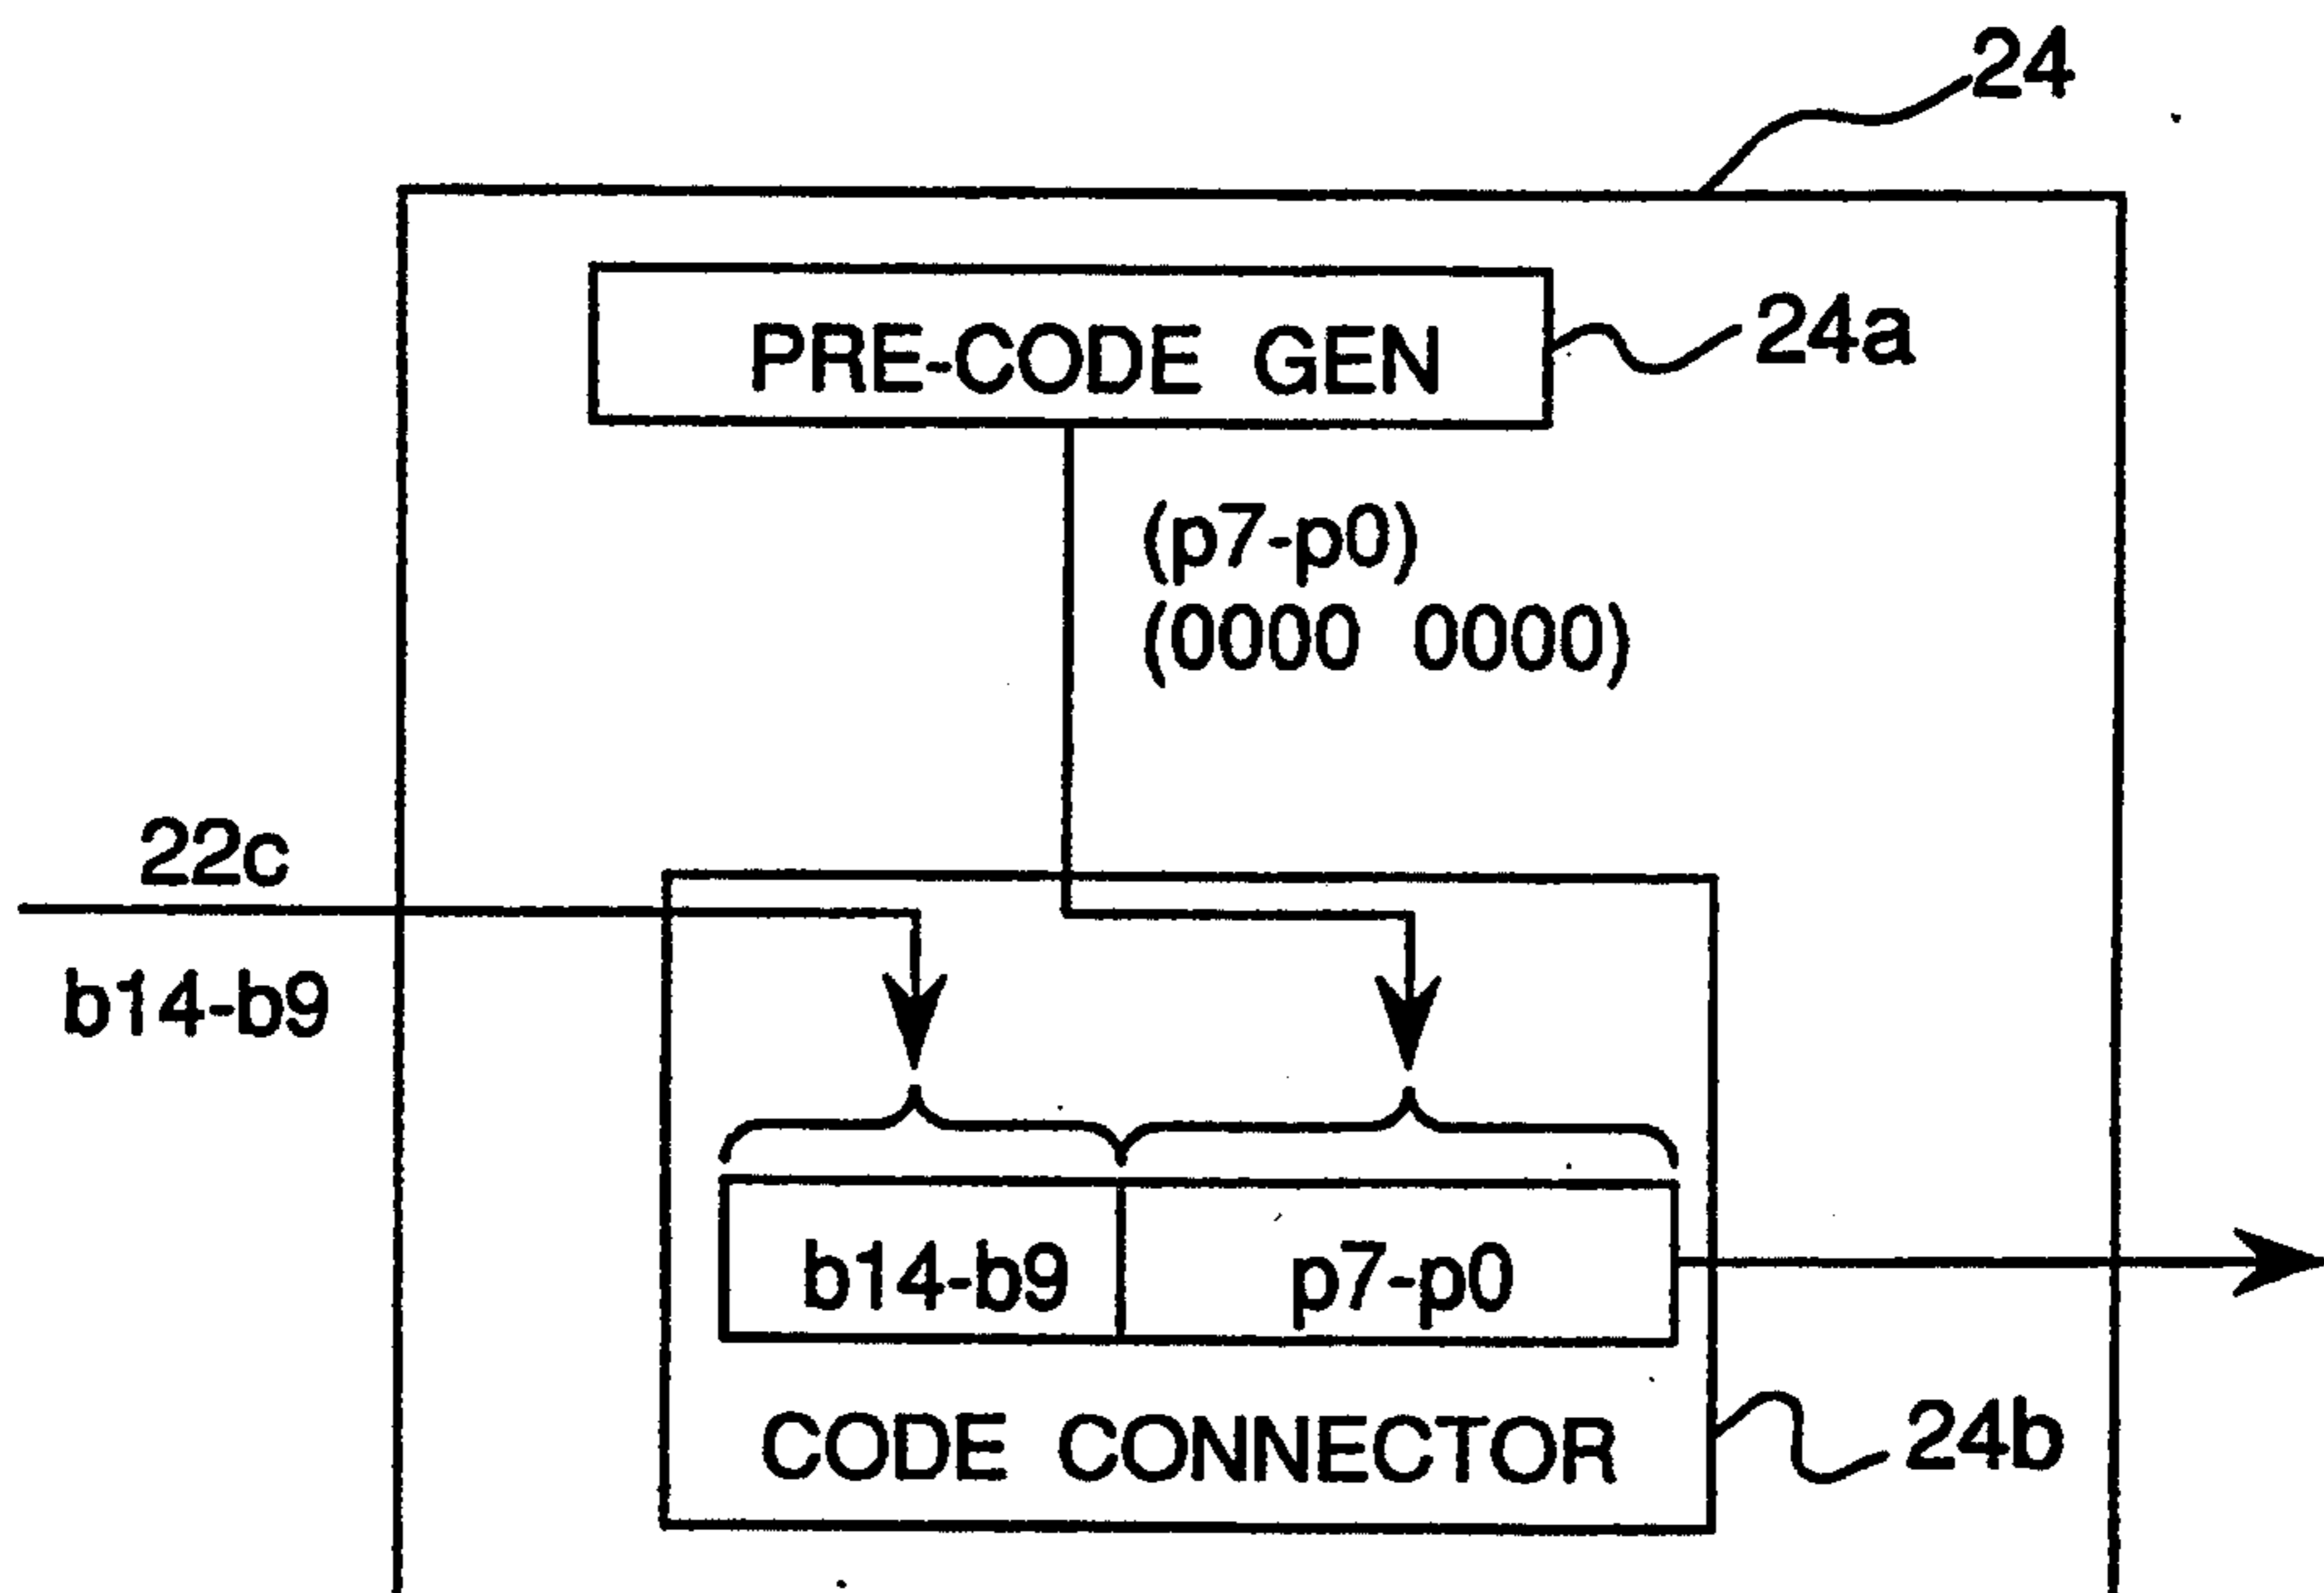 24
PRE-CODE GEN
24a
(p7-p0)
(0000 0000)
22c
b14-b9
b14-b9
p7-p0
CODE CONNECTOR
24b